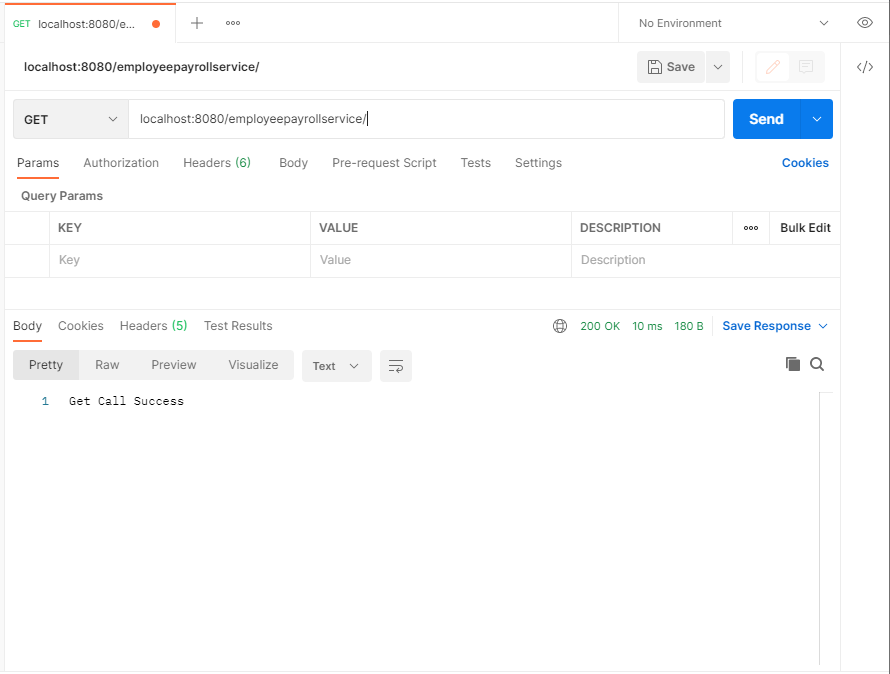 GET localhost:8080/e...
No Environment
localhost:8080/employeepayrollservice/
Save
</>
GET localhost:8080/employeepayrollservice/ Send
Params Authorization Headers (6) Body Pre-request Script Tests Settings Cookies
Query Params
KEY VALUE DESCRIPTION Bulk Edit
Key Value Description
Body Cookies Headers (5) Test Results 200 OK 10 ms 180 B Save Response
Pretty Raw Preview Visualize Text
1 Get Call Success